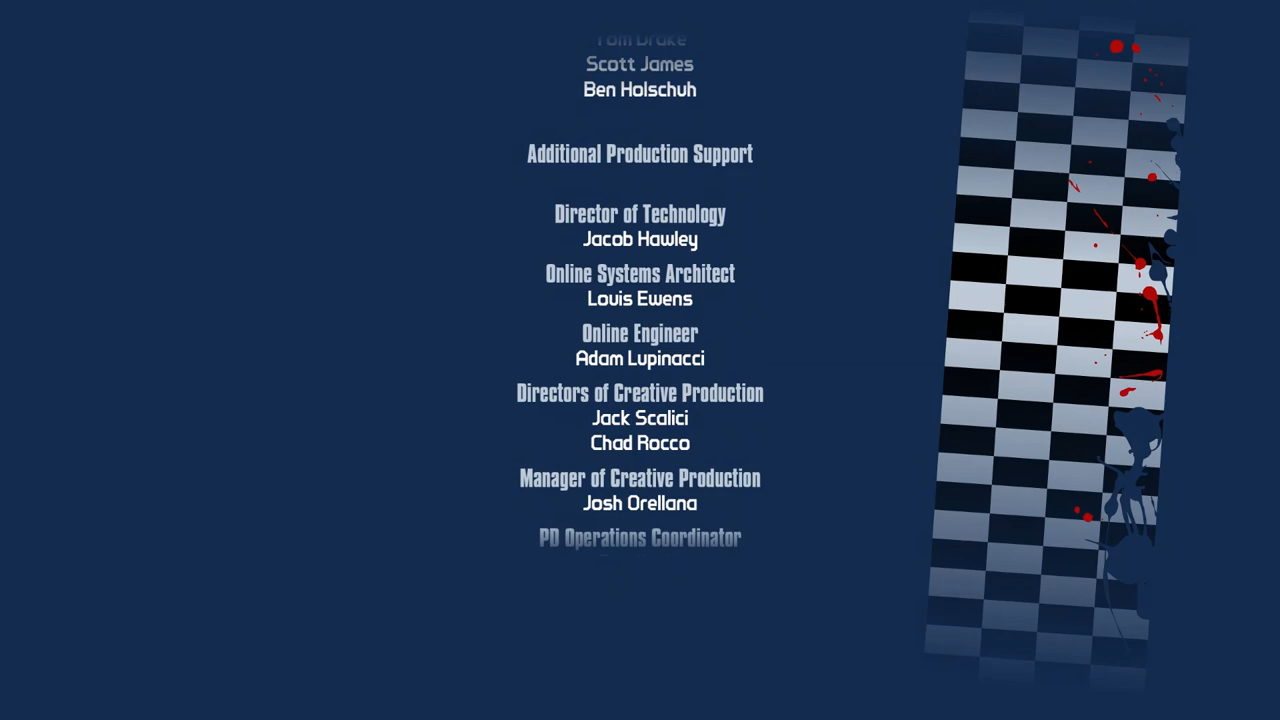 Tom Drake
Scott James
Ben Holschuh
Additional Production Support
Director of Technology
Jacob Hawley
Online Systems Architect
Louis Ewens
Online Engineer
Adam Lupinacci
Directors of Creative Production
Jack Scalici
Chad Rocco
Manager of Creative Production
Josh Orellana
PD Operations Coordinator